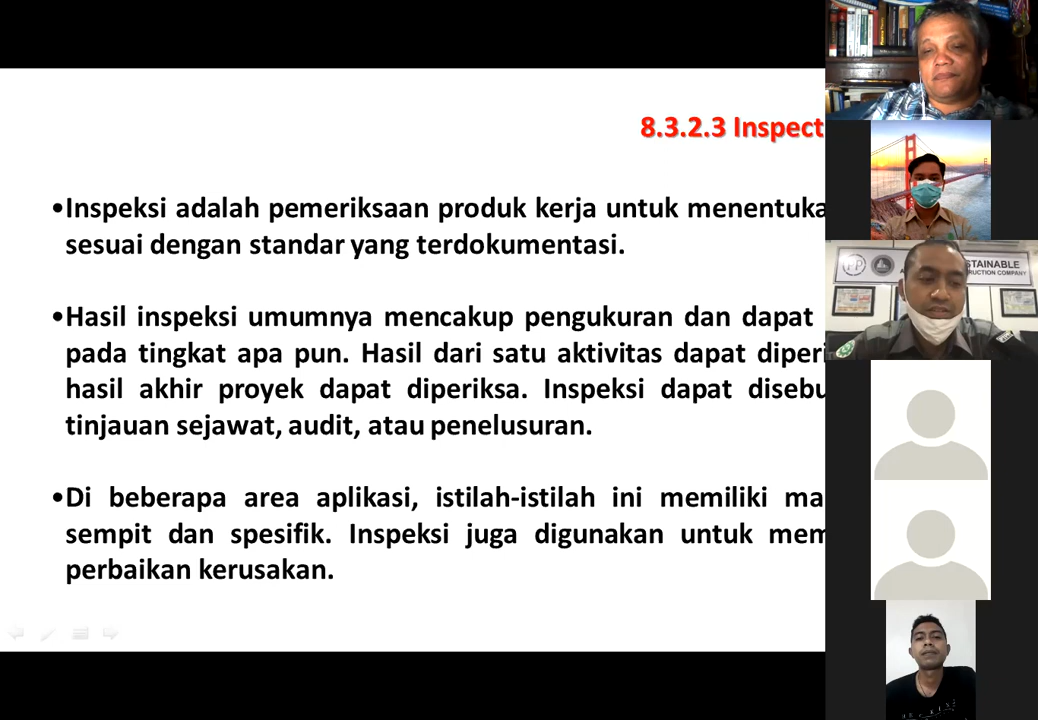 8.3.2.3 Inspect
•Inspeksi adalah pemeriksaan produk kerja untuk menentuka
sesuai dengan standar yang terdokumentasi.
•Hasil inspeksi umumnya mencakup pengukuran dan dapat
pada tingkat apa pun. Hasil dari satu aktivitas dapat diperi
hasil akhir proyek dapat diperiksa. Inspeksi dapat disebu
tinjauan sejawat, audit, atau penelusuran.
•Di beberapa area aplikasi, istilah-istilah ini memiliki ma
sempit dan spesifik. Inspeksi juga digunakan untuk mem
perbaikan kerusakan.
PP
STAINABLE
RUCTION COMPANY